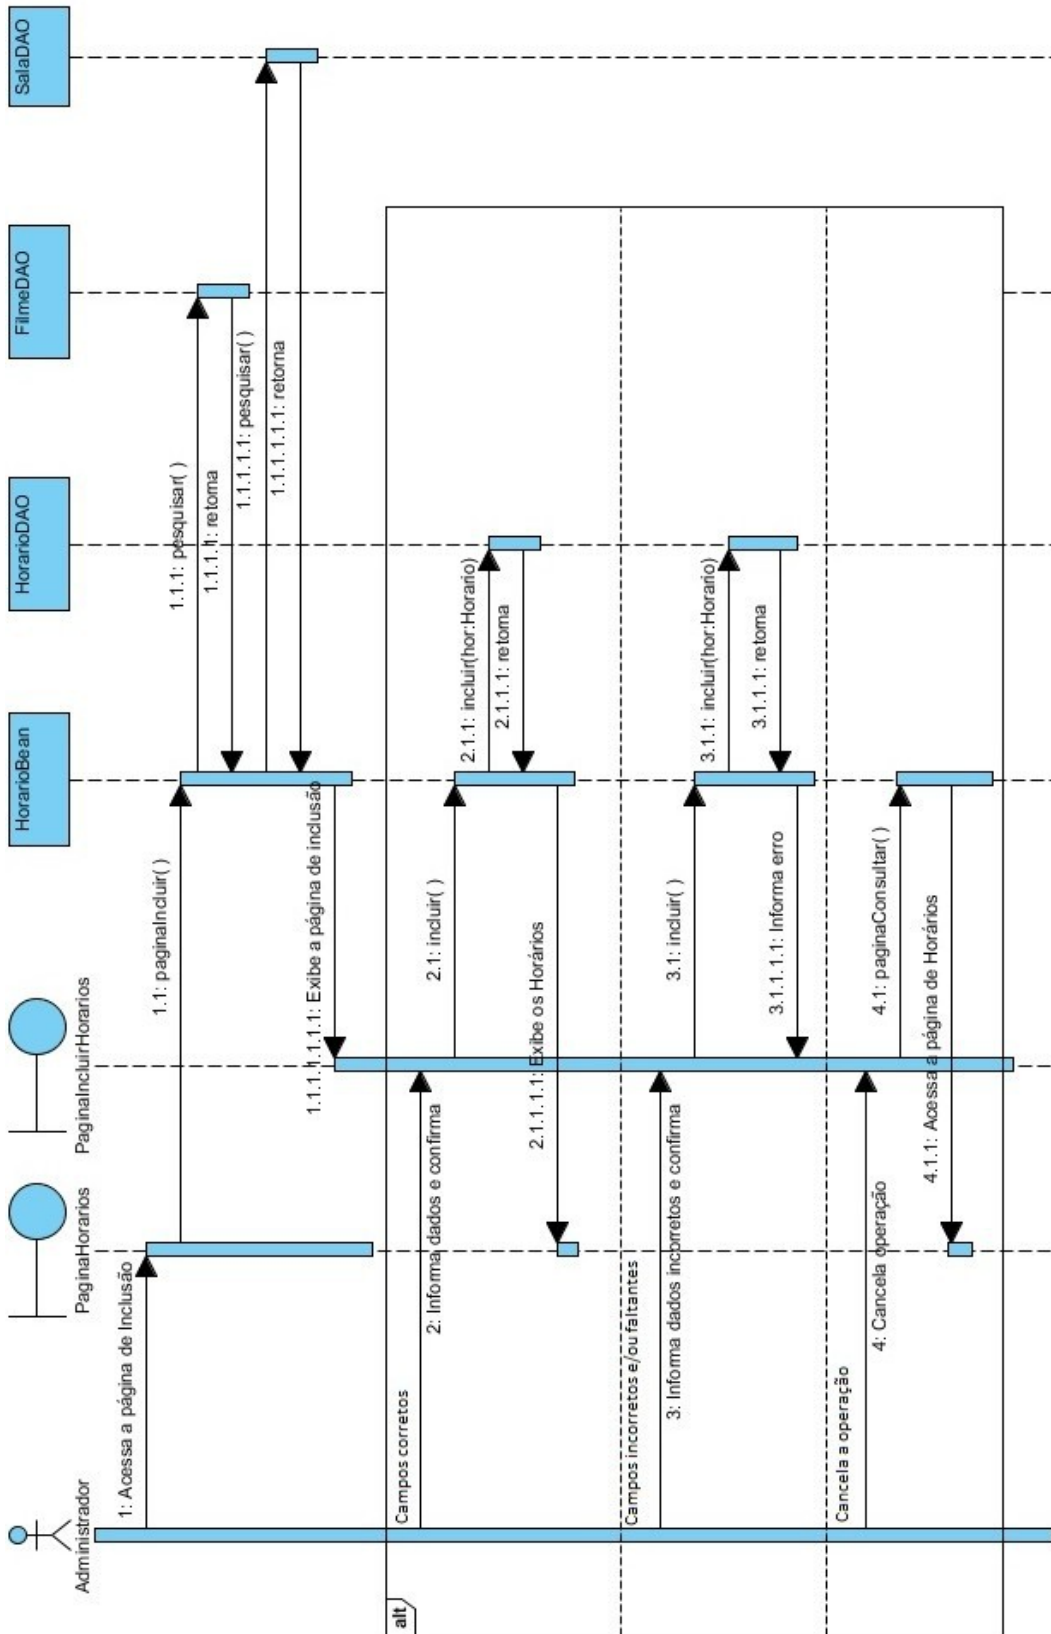 Administrador
PaginaHorarios
PaginaIncluirHorarios
HorarioBean
HorarioDAO
FilmeDAO
SalaDAO
1: Acessa a página de Inclusão
1.1: paginaIncluir( )
1.1.1: pesquisar( )
1.1.1.1: retorna
1.1.1.1.1: pesquisar( )
1.1.1.1.1.1: retorna
1.1.1.1.1.1.1: Exibe a página de inclusão
alt
Campos corretos
2: Informa dados e confirma
2.1: incluir( )
2.1.1: incluir(hor:Horario)
2.1.1.1: retorna
2.1.1.1.1: Exibe os Horários
Campos incorretos e/ou faltantes
3: Informa dados incorretos e confirma
3.1: incluir( )
3.1.1: incluir(hor:Horario)
3.1.1.1: retorna
3.1.1.1.1: Informa erro
Cancela a operação
4: Cancela operação
4.1: paginaConsultar( )
4.1.1: Acessa a página de Horários